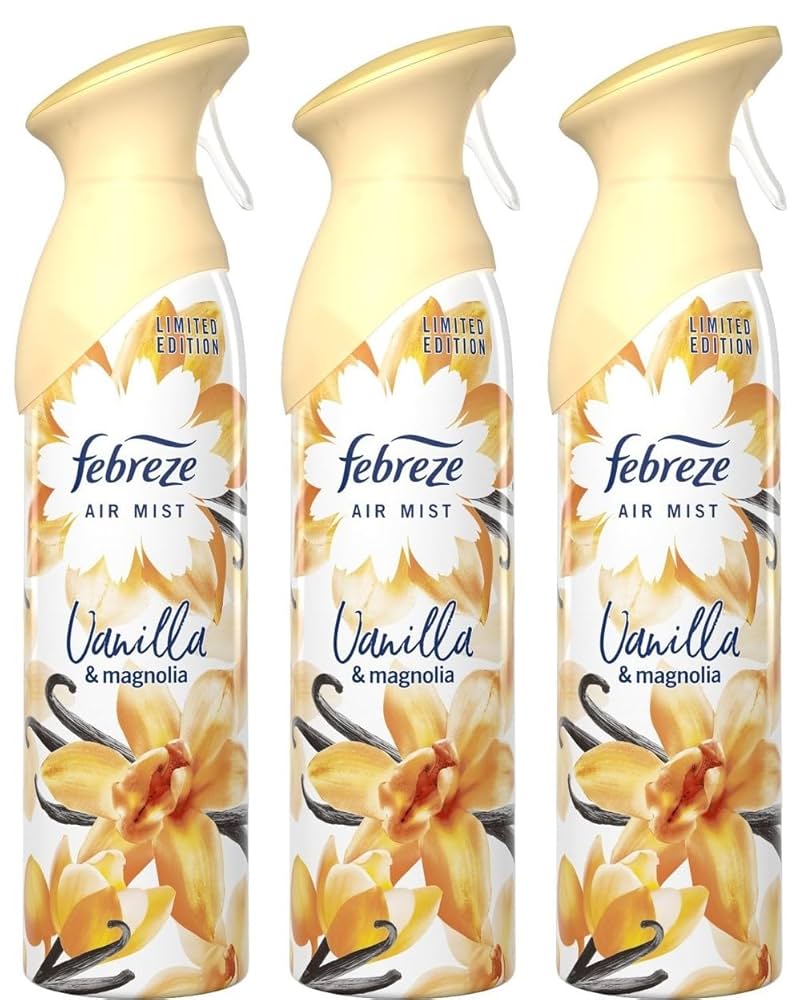 LIMITED
EDITION
febreze
AIR MIST
Vanilla
& magnolia
LIMITED
EDITION
febreze
AIR MIST
Vanilla
& magnolia
LIMITED
EDITION
febreze
AIR MIST
Vanilla
& magnolia